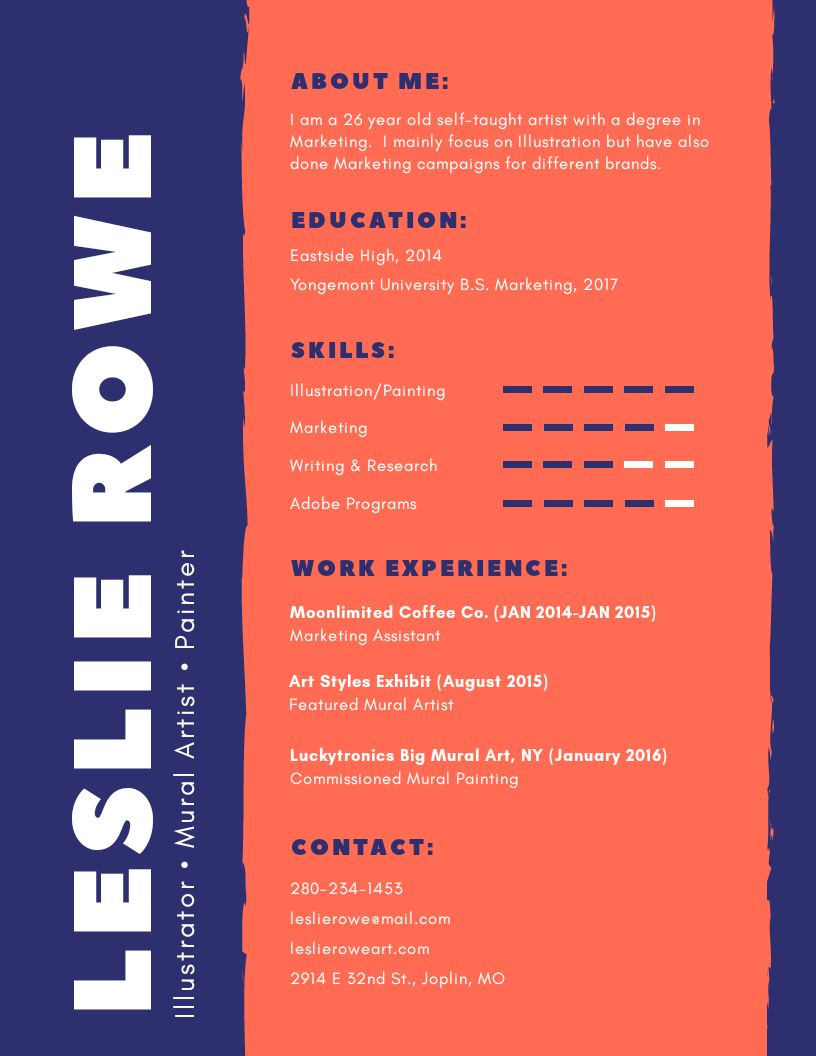 LESLIE ROWE
Illustrator • Mural Artist • Painter
ABOUT ME:
I am a 26 year old self-taught artist with a degree in
Marketing.  I mainly focus on Illustration but have also
done Marketing campaigns for different brands.
EDUCATION:
Eastside High, 2014
Yongemont University B.S. Marketing, 2017
SKILLS:
Illustration/Painting
Marketing
Writing & Research
Adobe Programs
WORK EXPERIENCE:
Moonlimited Coffee Co. (JAN 2014-JAN 2015)
Marketing Assistant
Art Styles Exhibit (August 2015)
Featured Mural Artist
Luckytronics Big Mural Art, NY (January 2016)
Commissioned Mural Painting
CONTACT:
280-234-1453
leslierowe@mail.com
leslieroweart.com
2914 E 32nd St., Joplin, MO